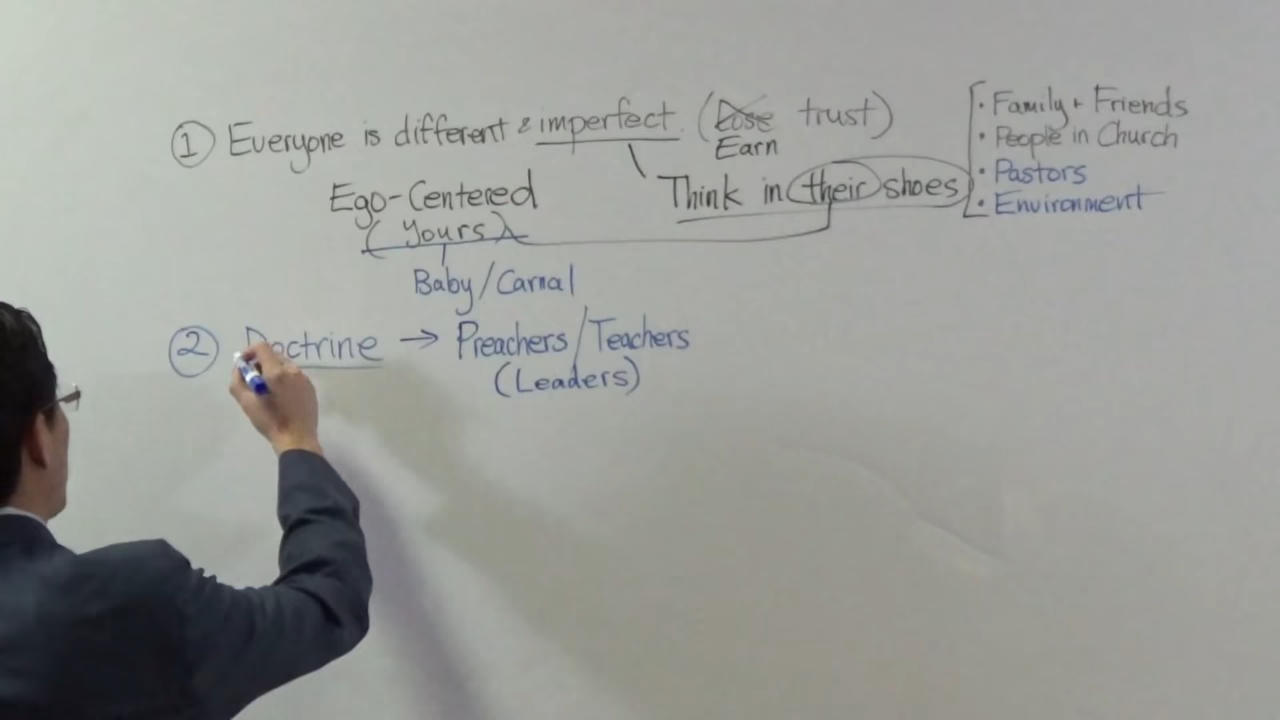 ① Everyone is different & imperfect. (Lose trust)
Earn
Ego-Centered
(Yours)
Think in their shoes
• Family + Friends
• People in Church
• Pastors
• Environment
Baby/Carnal
② Doctrine → Preachers/Teachers
(Leaders)